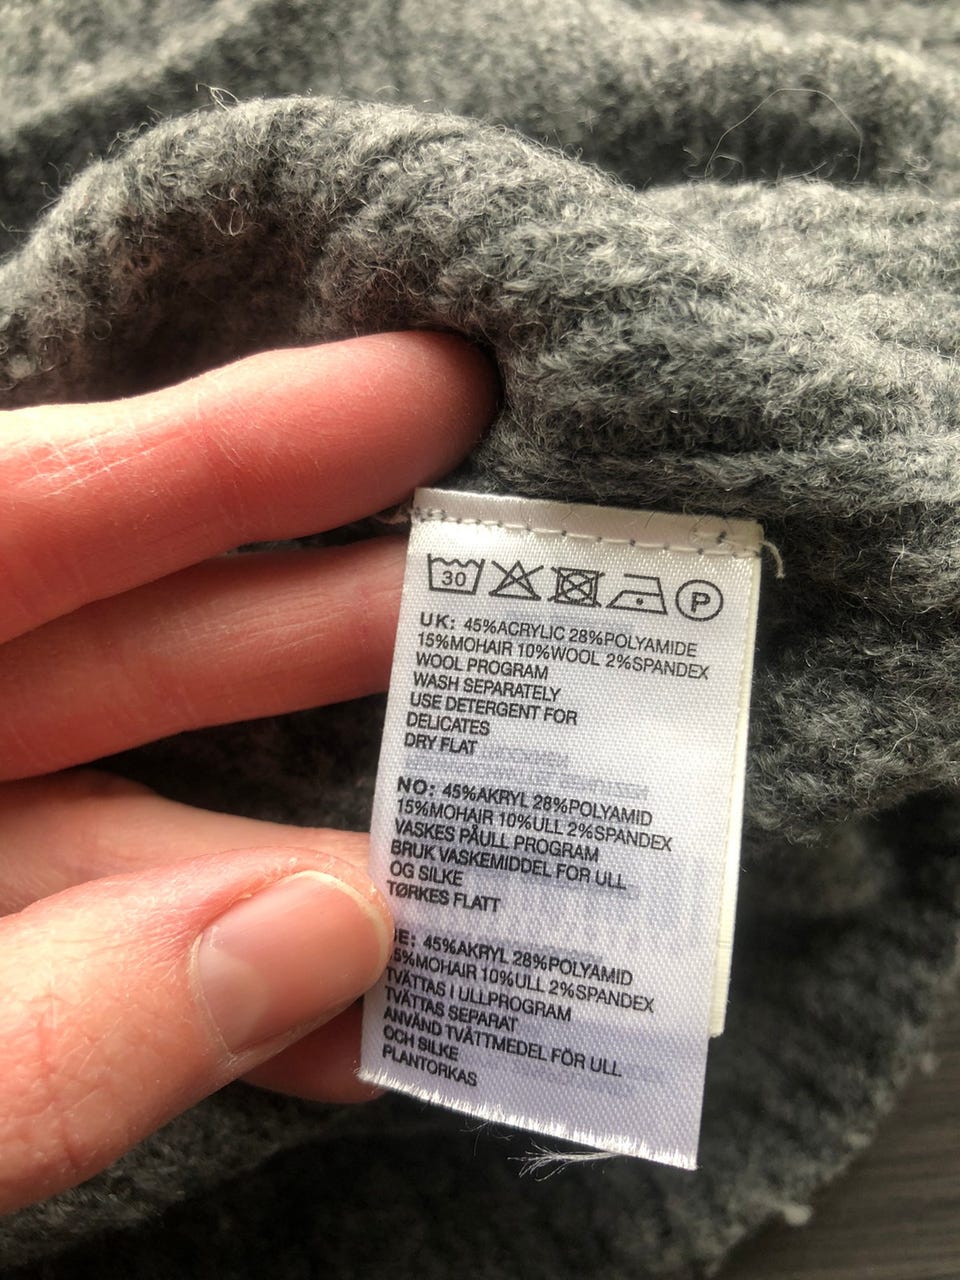 30 P
UK: 45%ACRYLIC 28%POLYAMIDE
15%MOHAIR 10%WOOL 2%SPANDEX
WOOL PROGRAM
WASH SEPARATELY
USE DETERGENT FOR
DELICATES
DRY FLAT
NO: 45%AKRYL 28%POLYAMID
15%MOHAIR 10%ULL 2%SPANDEX
VASKES PÅULL PROGRAM
BRUK VASKEMIDDEL FOR ULL
OG SILKE
TØRKES FLATT
E: 45%AKRYL 28%POLYAMID
5%MOHAIR 10%ULL 2%SPANDEX
TVÄTTAS I ULLPROGRAM
TVÄTTAS SEPARAT
ANVÄND TVÄTTMEDEL FÖR ULL
OCH SILKE
PLANTORKAS